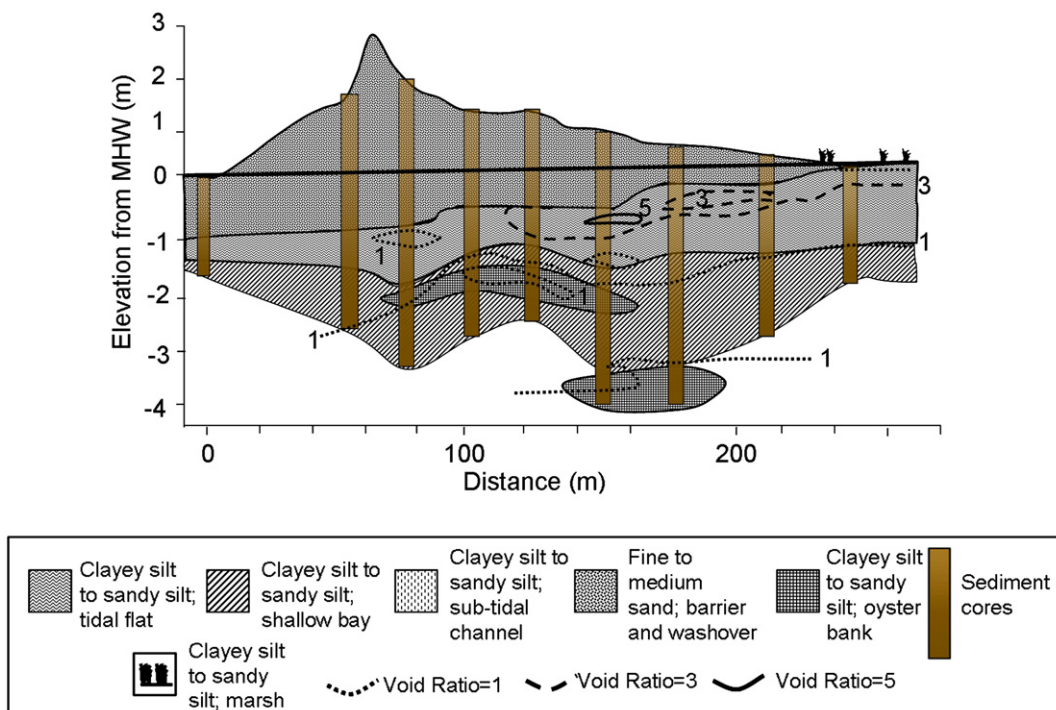 3
2
1
0
-1
-2
-3
-4
Elevation from MHW (m)
5
3
3
1
1
1
1
1
1
0
100
200
Distance (m)
Clayey silt
to sandy silt;
tidal flat
Clayey silt to
sandy silt;
shallow bay
Clayey silt to
sandy silt;
sub-tidal
channel
Fine to
medium
sand; barrier
and washover
Clayey silt
to sandy
silt; oyster
bank
Sediment
cores
Clayey silt
to sandy
silt; marsh
Void Ratio=1
Void Ratio=3
Void Ratio=5